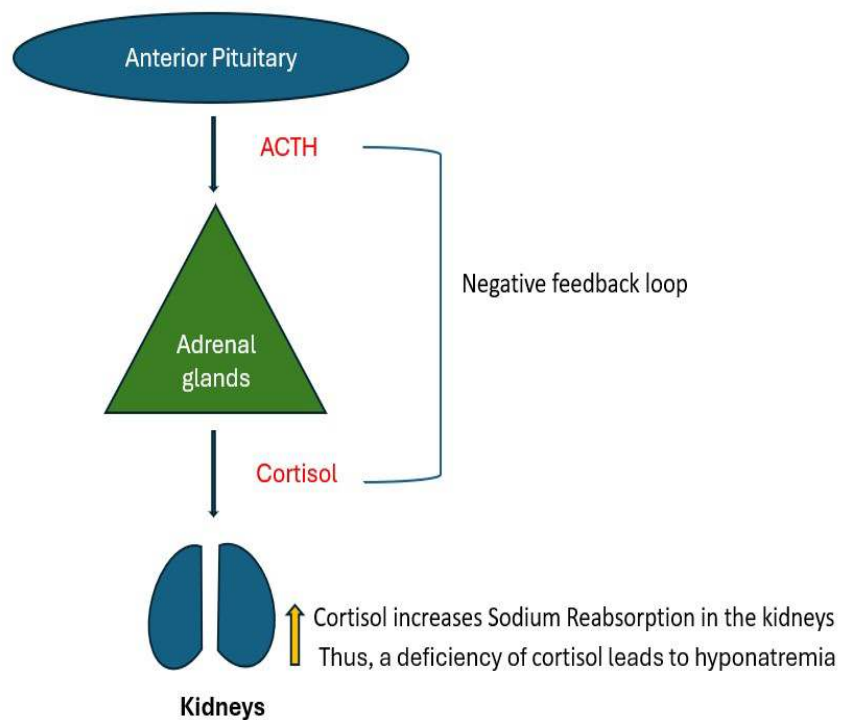 Anterior Pituitary
ACTH
Negative feedback loop
Adrenal
glands
Cortisol
Cortisol increases Sodium Reabsorption in the kidneys
Thus, a deficiency of cortisol leads to hyponatremia
Kidneys